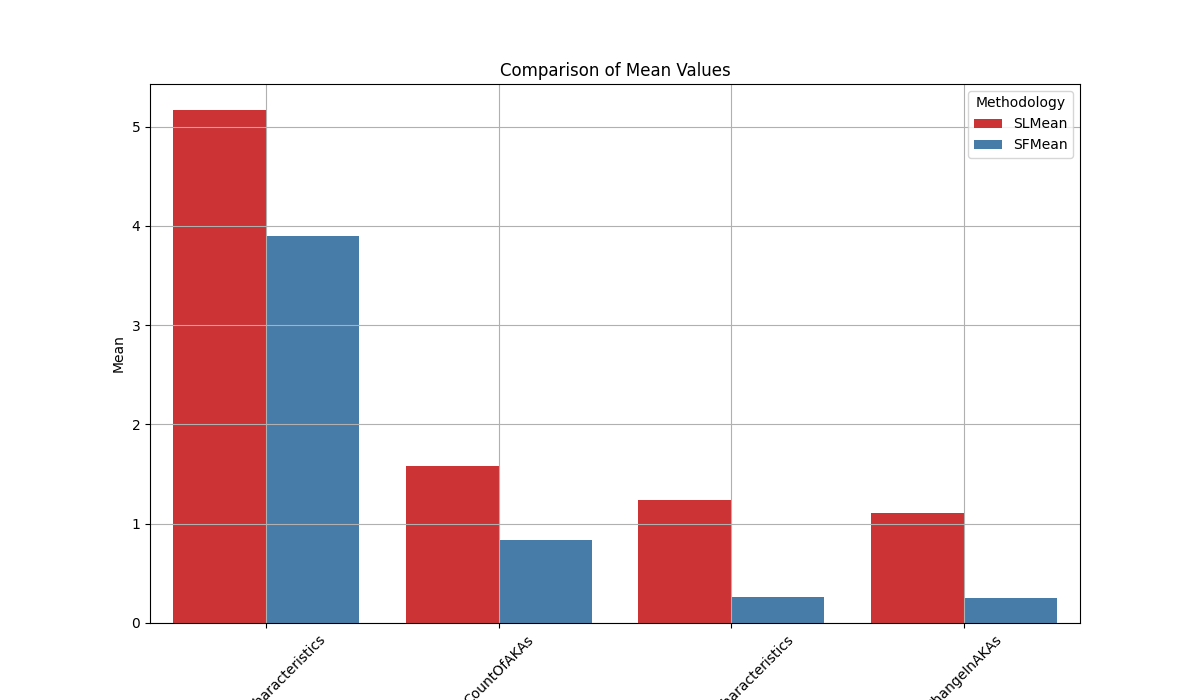 Comparison of Mean Values
Methodology
SLMean
SFMean
5
4
3
2
1
0
Mean
haracteristics
CountOfAKAs
haracteristics
hangeInAKAs